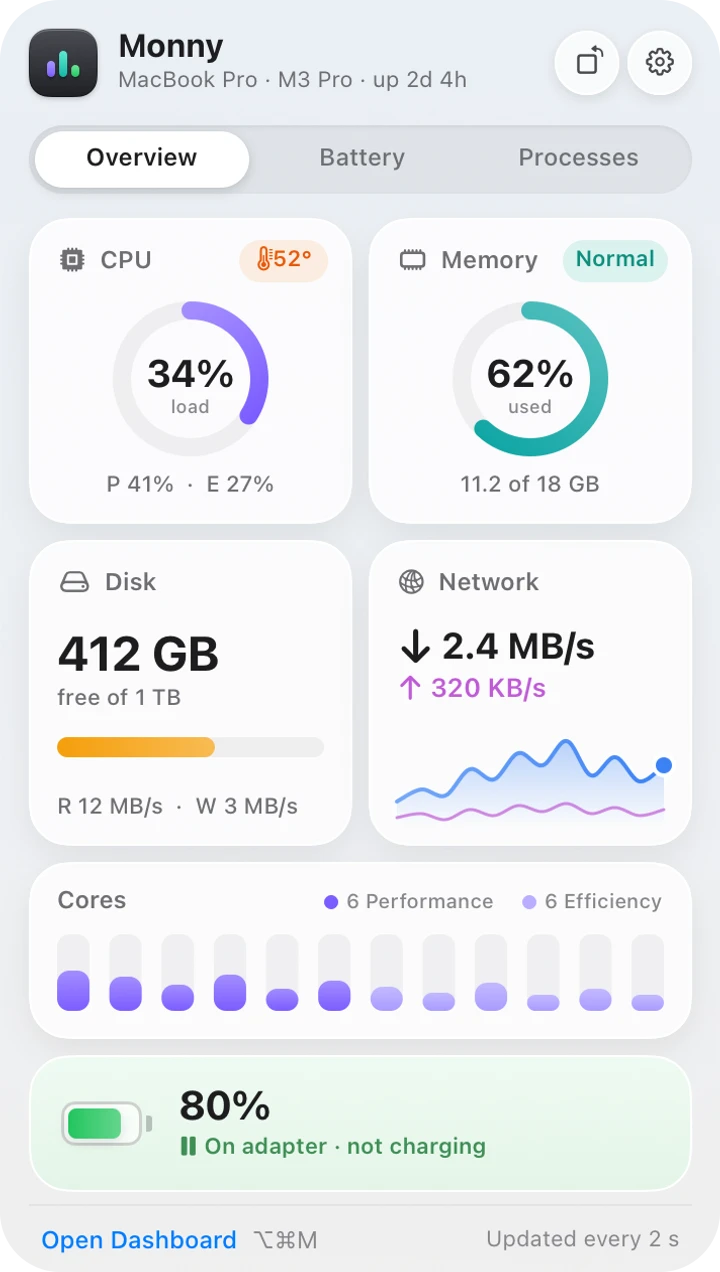 Monny
MacBook Pro · M3 Pro · up 2d 4h
Overview
Battery
Processes
CPU
52°
34%
load
P 41% · E 27%
Memory
Normal
62%
used
11.2 of 18 GB
Disk
412 GB
free of 1 TB
R 12 MB/s · W 3 MB/s
Network
↓ 2.4 MB/s
↑ 320 KB/s
Cores
6 Performance
6 Efficiency
80%
On adapter · not charging
Open Dashboard ⌥⌘M
Updated every 2 s